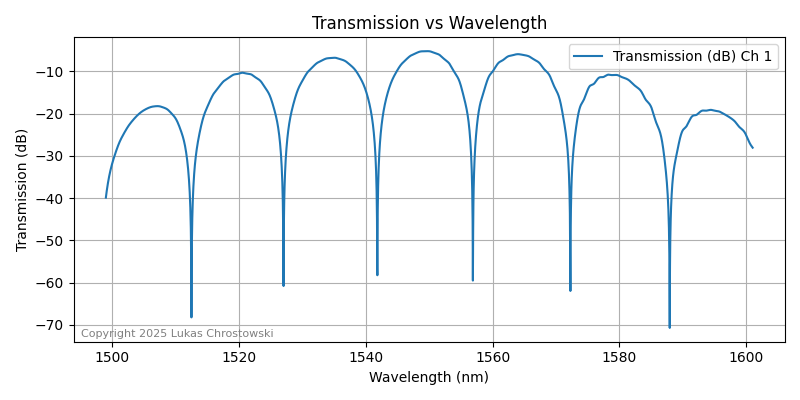 Transmission vs Wavelength
Transmission (dB) Ch 1
Transmission (dB)
−10
−20
−30
−40
−50
−60
−70
Copyright 2025 Lukas Chrostowski
1500
1520
1540
1560
1580
1600
Wavelength (nm)